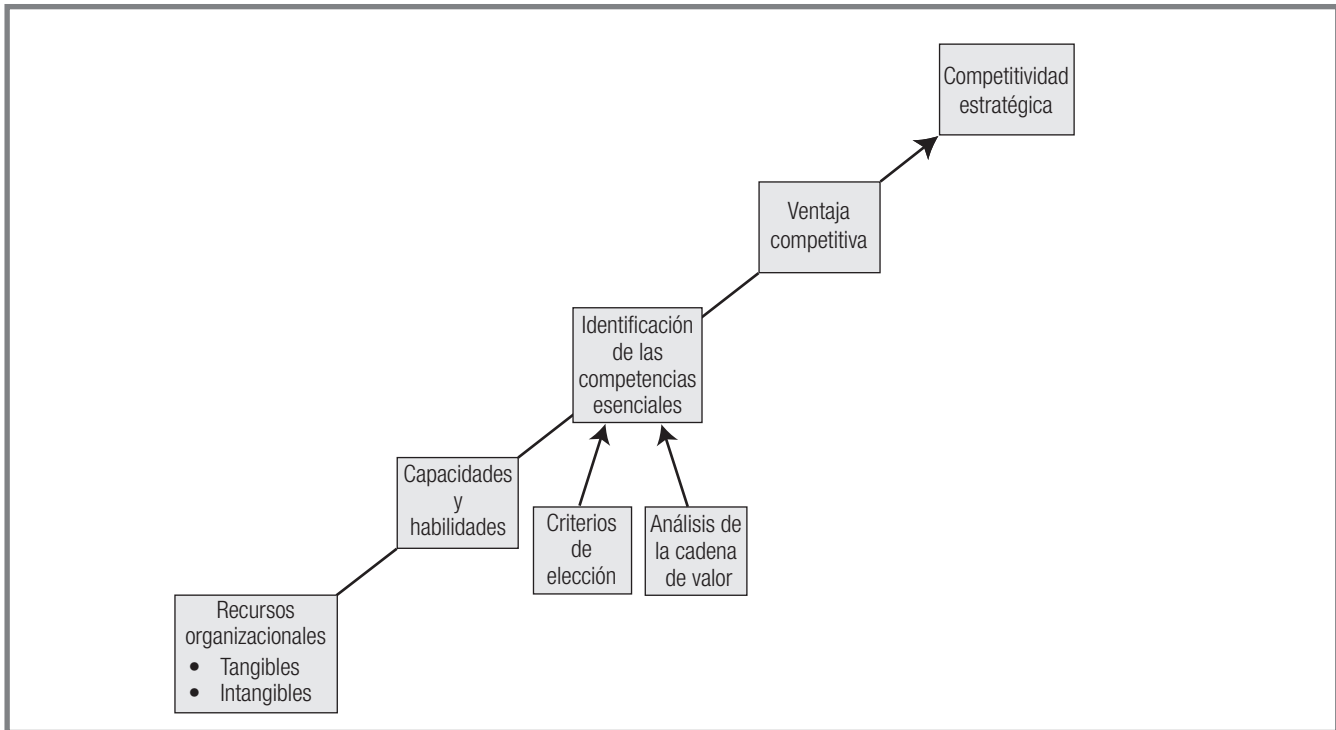 Competitividad
estratégica
Ventaja
competitiva
Identificación
de las
competencias
esenciales
Capacidades
y
habilidades
Criterios
de
elección
Análisis de
la cadena
de valor
Recursos
organizacionales
• Tangibles
• Intangibles